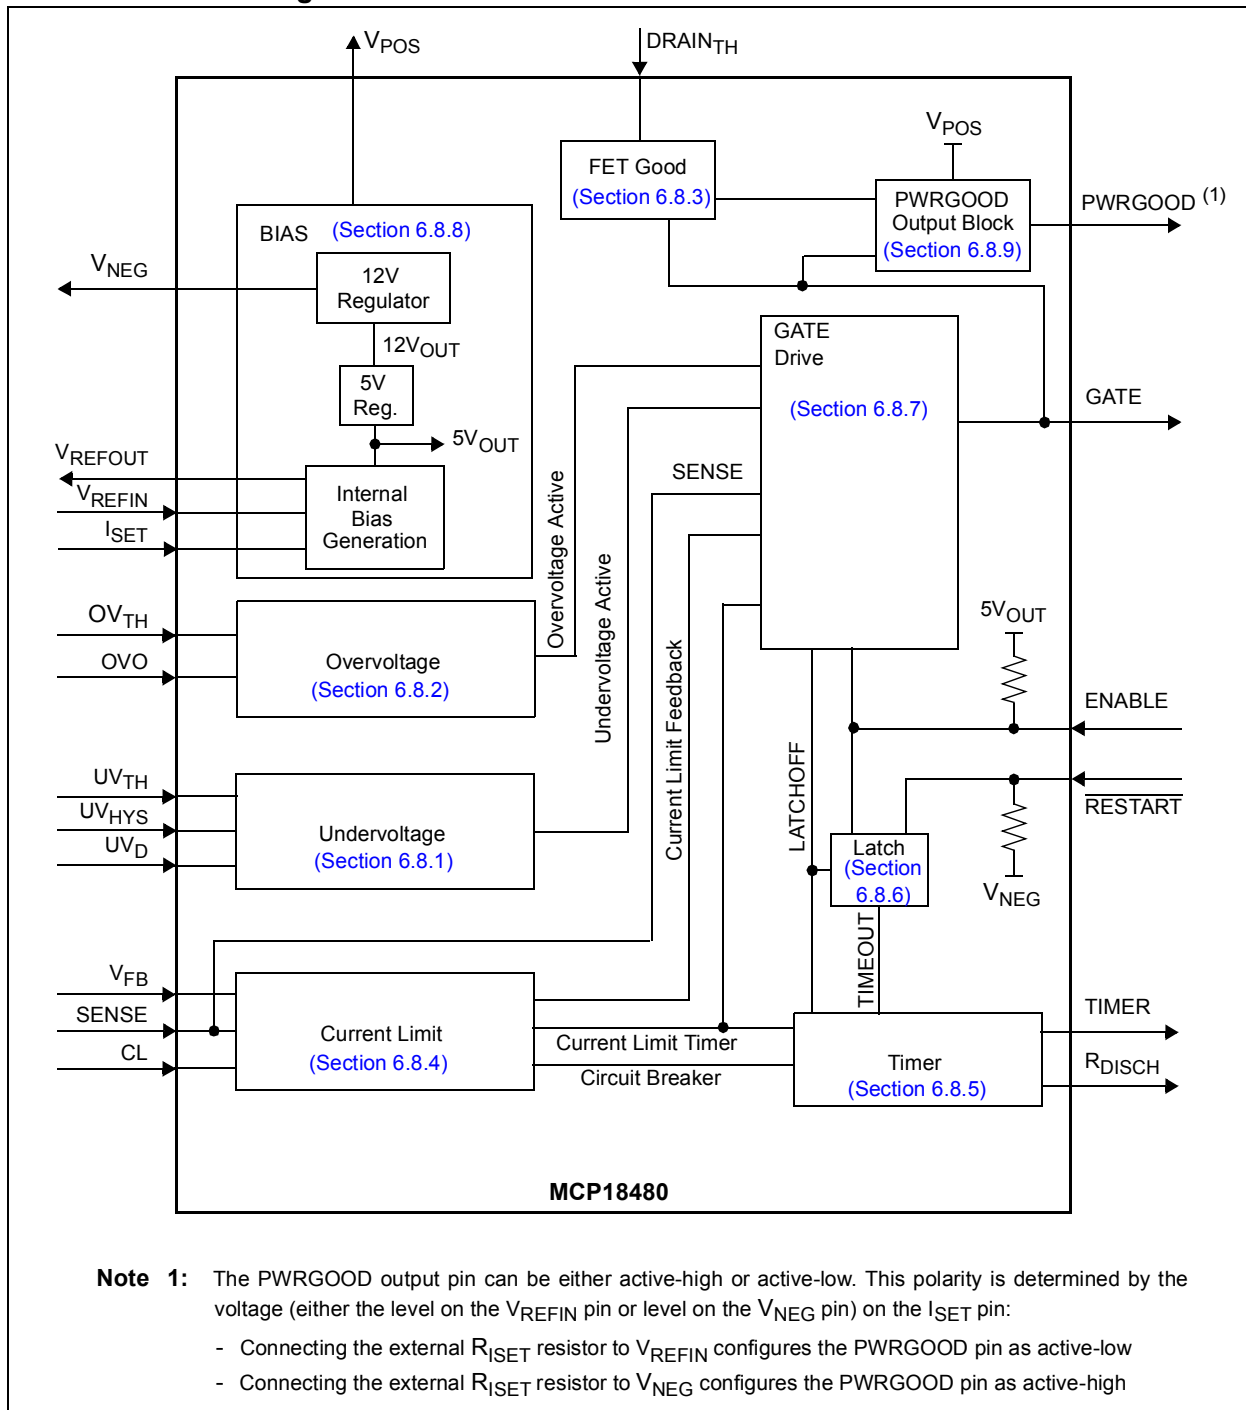 VPOS
DRAINTH
VPOS
FET Good
(Section 6.8.3)
PWRGOOD
Output Block
(Section 6.8.9)
PWRGOOD (1)
BIAS (Section 6.8.8)
VNEG
12V
Regulator
12VOUT
5V
Reg.
5VOUT
GATE
Drive
(Section 6.8.7)
GATE
VREFOUT
VREFIN
ISET
Internal
Bias
Generation
SENSE
Overvoltage Active
Undervoltage Active
Current Limit Feedback
OVTH
OVO
Overvoltage
(Section 6.8.2)
5VOUT
ENABLE
RESTART
UVTH
UVHYS
UVD
Undervoltage
(Section 6.8.1)
LATCHOFF
Latch
(Section
6.8.6)
VNEG
TIMEOUT
VFB
SENSE
CL
Current Limit
(Section 6.8.4)
Current Limit Timer
Circuit Breaker
Timer
(Section 6.8.5)
TIMER
RDISCH
MCP18480
Note 1: The PWRGOOD output pin can be either active-high or active-low. This polarity is determined by the
voltage (either the level on the VREFIN pin or level on the VNEG pin) on the ISET pin:
- Connecting the external RISET resistor to VREFIN configures the PWRGOOD pin as active-low
- Connecting the external RISET resistor to VNEG configures the PWRGOOD pin as active-high